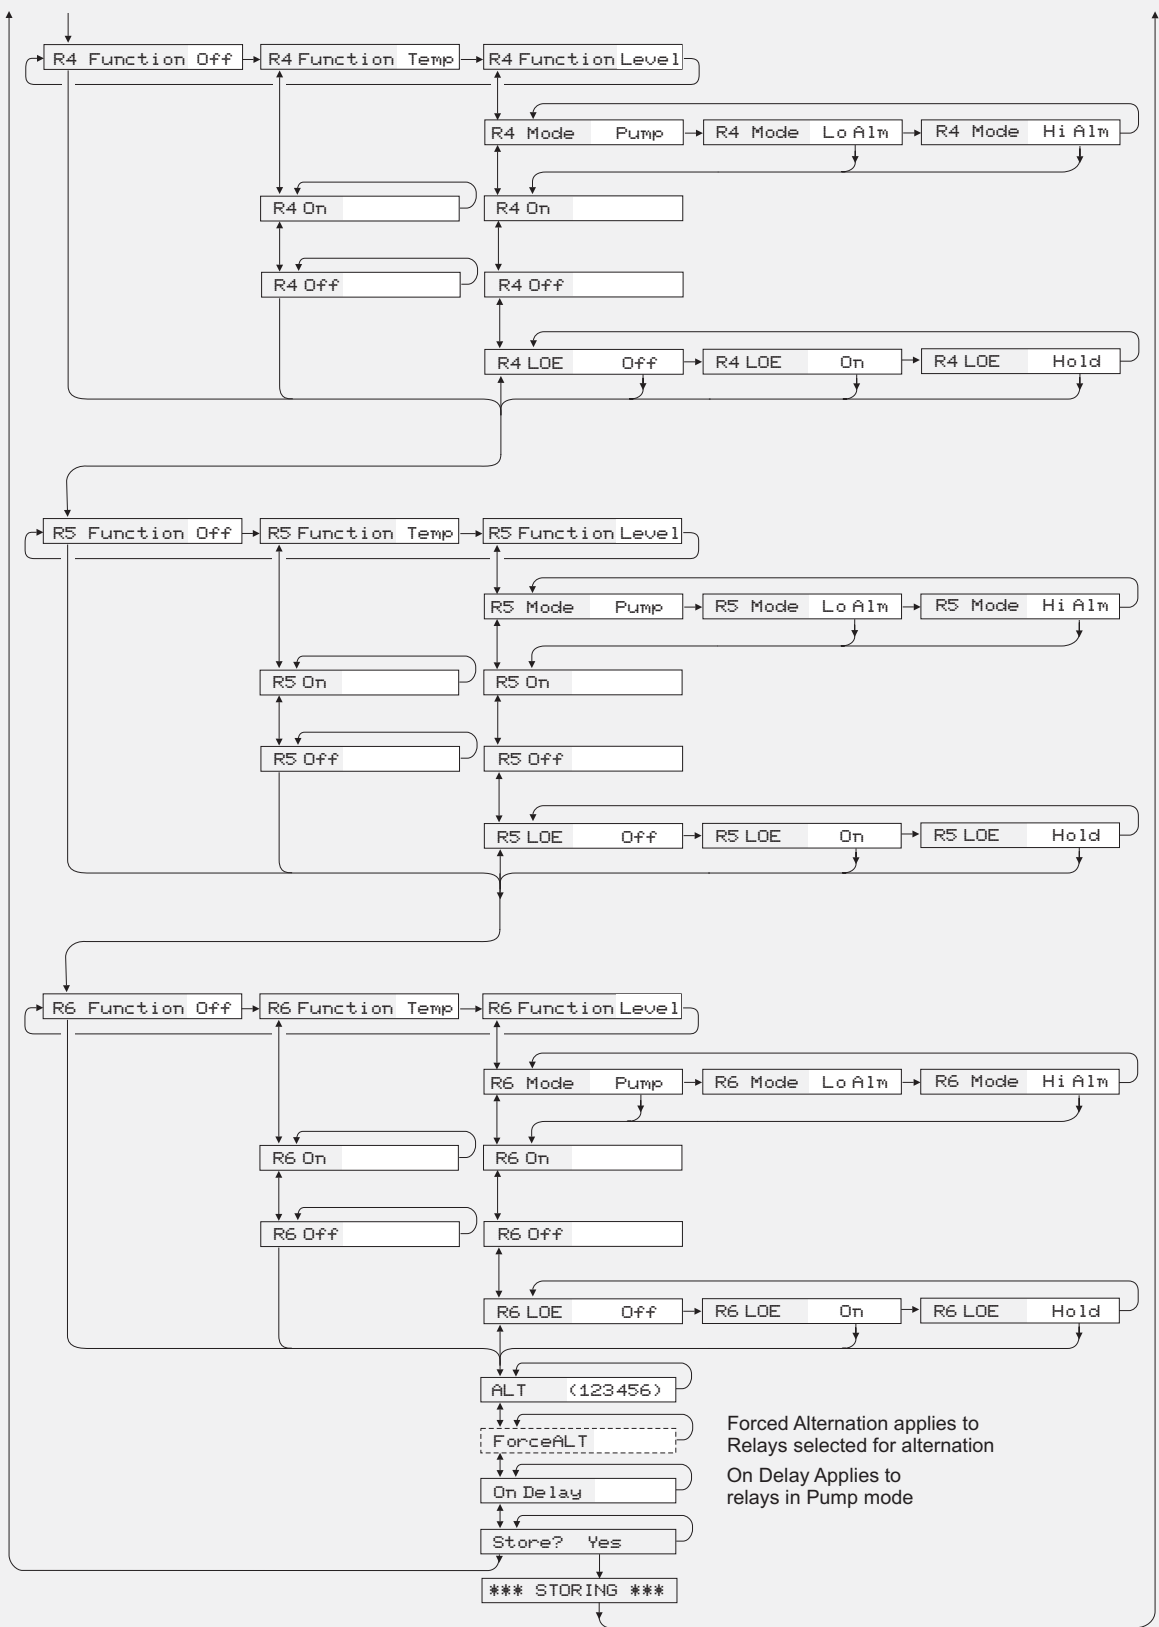 R4 Function Off R4 Function Temp R4 Function Level
R4 Mode Pump R4 Mode Lo Alm R4 Mode Hi Alm
R4 On R4 On
R4 Off R4 Off
R4 LOE Off R4 LOE On R4 LOE Hold
R5 Function Off R5 Function Temp R5 Function Level
R5 Mode Pump R5 Mode Lo Alm R5 Mode Hi Alm
R5 On R5 On
R5 Off R5 Off
R5 LOE Off R5 LOE On R5 LOE Hold
R6 Function Off R6 Function Temp R6 Function Level
R6 Mode Pump R6 Mode Lo Alm R6 Mode Hi Alm
R6 On R6 On
R6 Off R6 Off
R6 LOE Off R6 LOE On R6 LOE Hold
ALT (123456)
ForceALT
Forced Alternation applies to
Relays selected for alternation
On Delay
On Delay Applies to
relays in Pump mode
Store? Yes
*** STORING ***